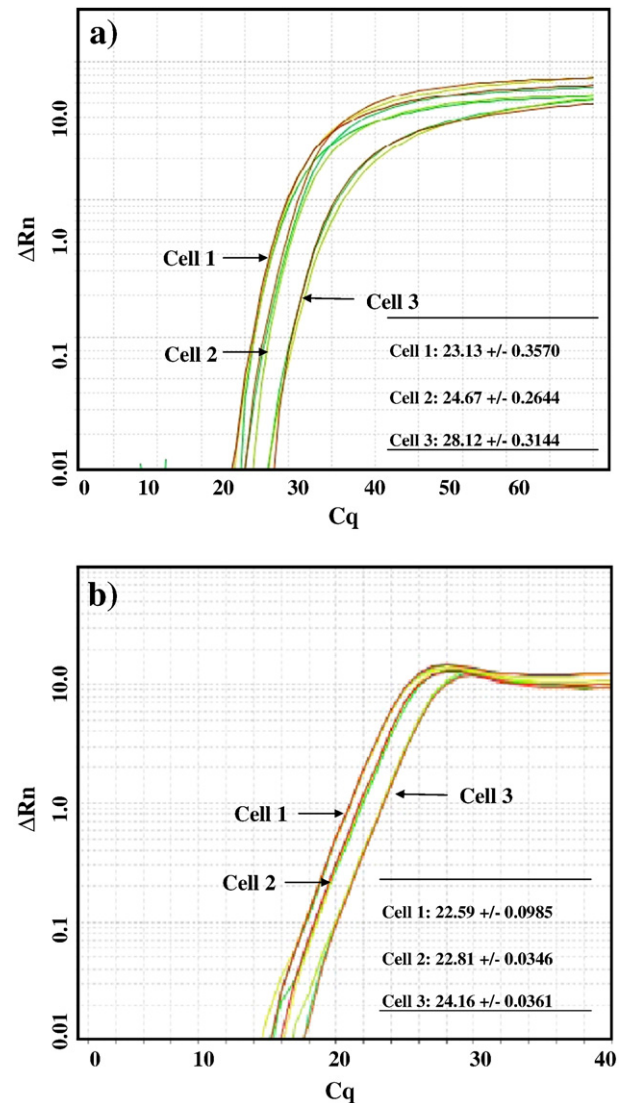 a)
10.0
1.0
0.1
0.01
ΔRn
Cell 1
Cell 2
Cell 3
Cell 1: 23.13 +/- 0.3570
Cell 2: 24.67 +/- 0.2644
Cell 3: 28.12 +/- 0.3144
0 10 20 30 40 50 60
Cq
b)
10.0
1.0
0.1
0.01
ΔRn
Cell 1
Cell 2
Cell 3
Cell 1: 22.59 +/- 0.0985
Cell 2: 22.81 +/- 0.0346
Cell 3: 24.16 +/- 0.0361
0 10 20 30 40
Cq